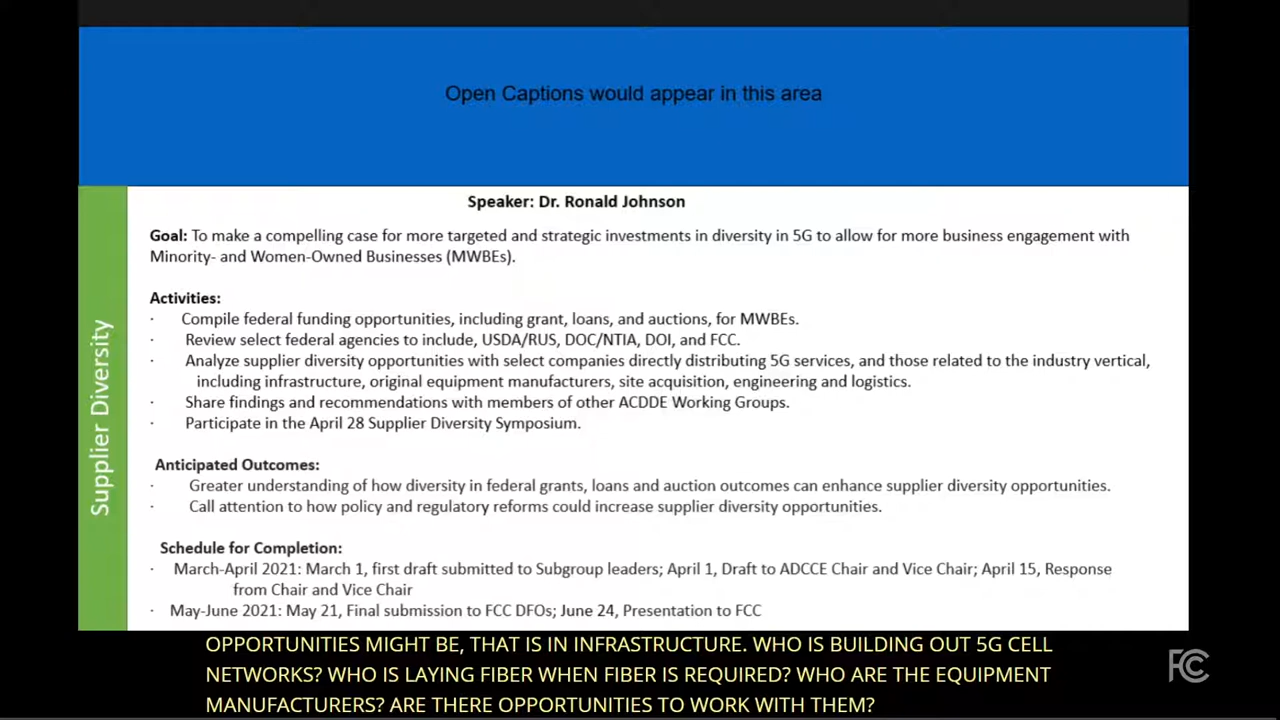 Open Captions would appear in this area
Speaker: Dr. Ronald Johnson
Goal: To make a compelling case for more targeted and strategic investments in diversity in 5G to allow for more business engagement with
Minority- and Women-Owned Businesses (MWBEs).
Activities:
· Compile federal funding opportunities, including grant, loans, and auctions, for MWBEs.
· Review select federal agencies to include, USDA/RUS, DOC/NTIA, DOI, and FCC.
· Analyze supplier diversity opportunities with select companies directly distributing 5G services, and those related to the industry vertical,
including infrastructure, original equipment manufacturers, site acquisition, engineering and logistics.
· Share findings and recommendations with members of other ACDDE Working Groups.
· Participate in the April 28 Supplier Diversity Symposium.
Anticipated Outcomes:
· Greater understanding of how diversity in federal grants, loans and auction outcomes can enhance supplier diversity opportunities.
· Call attention to how policy and regulatory reforms could increase supplier diversity opportunities.
Schedule for Completion:
· March-April 2021: March 1, first draft submitted to Subgroup leaders; April 1, Draft to ADCCE Chair and Vice Chair; April 15, Response
from Chair and Vice Chair
· May-June 2021: May 21, Final submission to FCC DFOs; June 24, Presentation to FCC
Supplier Diversity
OPPORTUNITIES MIGHT BE, THAT IS IN INFRASTRUCTURE. WHO IS BUILDING OUT 5G CELL
NETWORKS? WHO IS LAYING FIBER WHEN FIBER IS REQUIRED? WHO ARE THE EQUIPMENT
MANUFACTURERS? ARE THERE OPPORTUNITIES TO WORK WITH THEM?
FCC